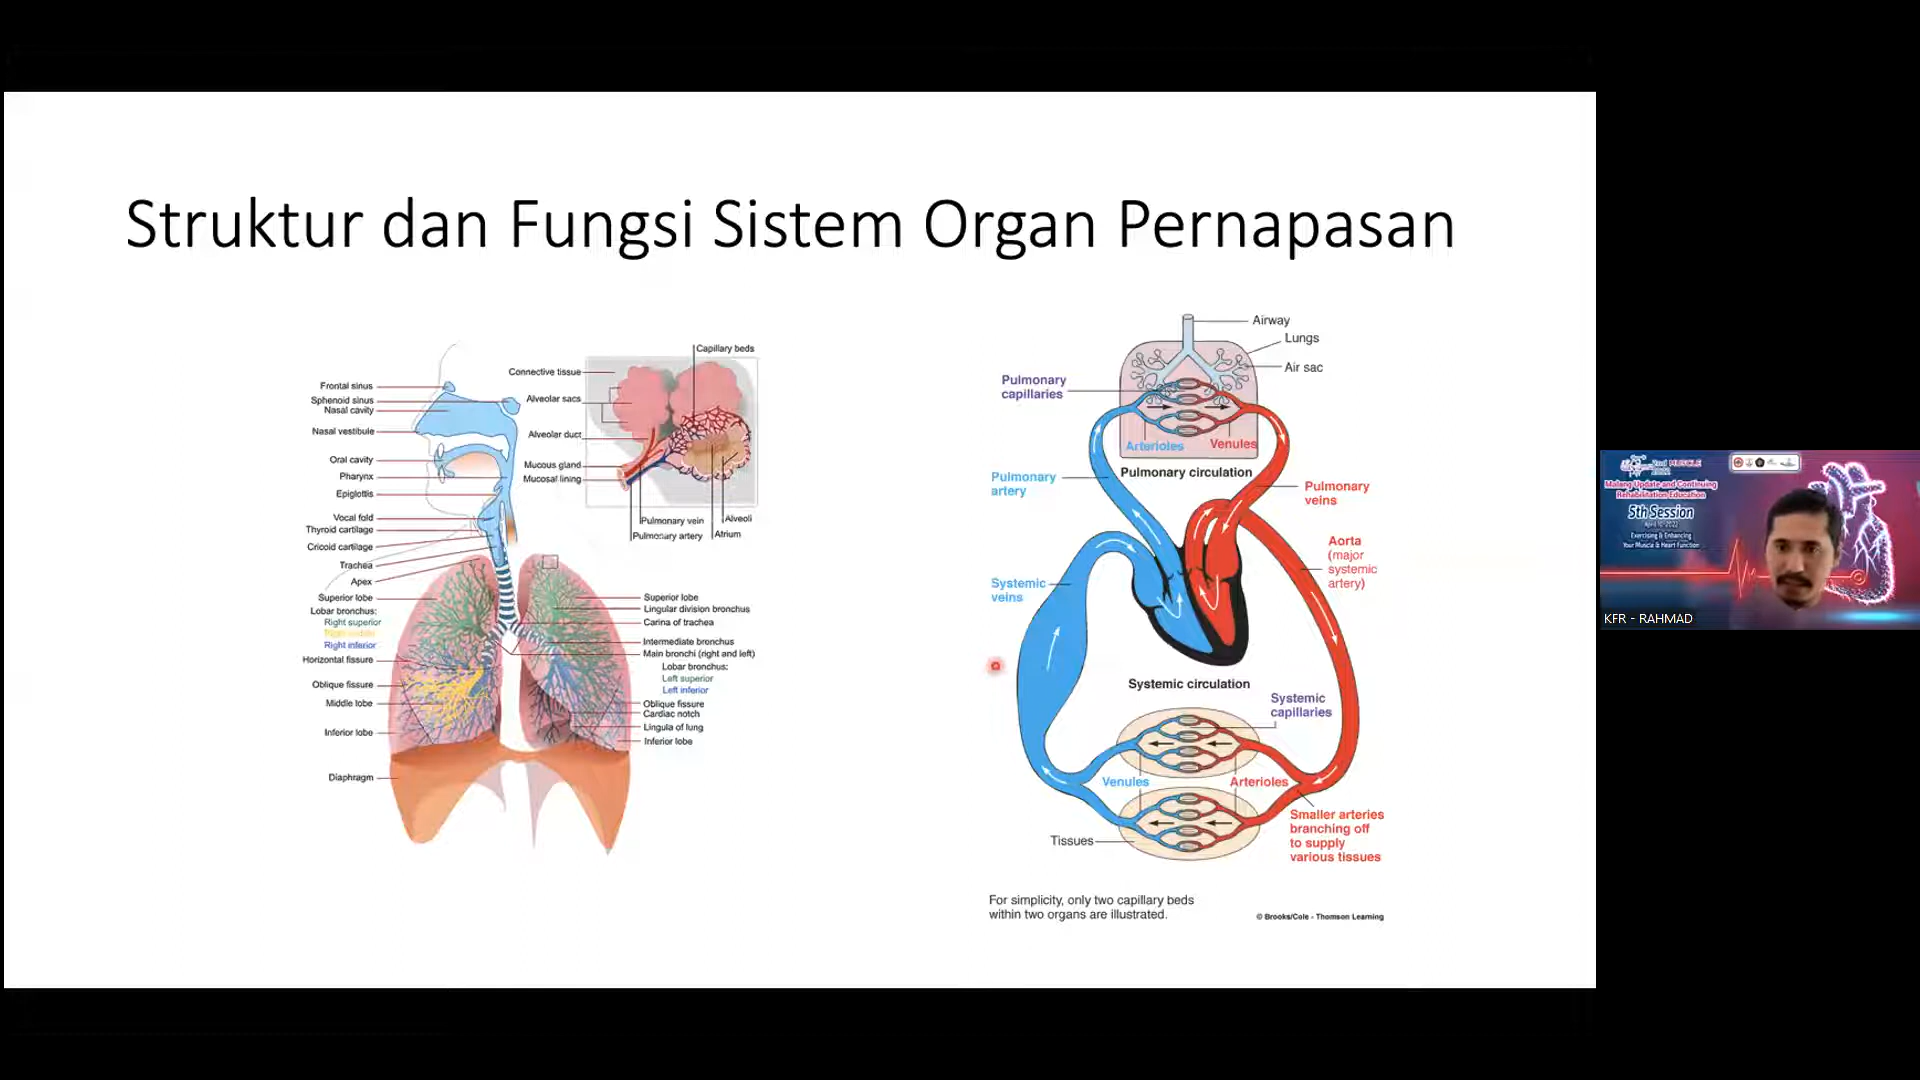 Struktur dan Fungsi Sistem Organ Pernapasan
Capillary beds
Connective tissue
Alveolar sacs
Alveolar duct
Mucous gland
Mucosal lining
Pulmonary vein
Alveoli
Pulmonary artery
Atrium
Frontal sinus
Sphenoid sinus
Nasal cavity
Nasal vestibule
Oral cavity
Pharynx
Epiglottis
Vocal fold
Thyroid cartilage
Cricoid cartilage
Trachea
Apex
Superior lobe
Lobar bronchus:
Right superior
Right inferior
Horizontal fissure
Oblique fissure
Middle lobe
Inferior lobe
Diaphragm
Superior lobe
Lingular division bronchus
Carina of trachea
Intermediate bronchus
Main bronchi (right and left)
Lobar bronchus:
Left superior
Left inferior
Oblique fissure
Cardiac notch
Lingula of lung
Inferior lobe
Airway
Lungs
Air sac
Pulmonary
capillaries
Arterioles
Venules
Pulmonary circulation
Pulmonary
artery
Pulmonary
veins
Aorta
(major
systemic
artery)
Systemic
veins
Systemic circulation
Systemic
capillaries
Venules
Arterioles
Tissues
Smaller arteries
branching off
to supply
various tissues
For simplicity, only two capillary beds
within two organs are illustrated.
© Brooks/Cole - Thomson Learning
2nd MUSCLE
2022
Malang Update and Continuing
Rehabilitation Education
5th Session
Exercising & Enhancing
Your Muscle & Heart Function
KFR - RAHMAD